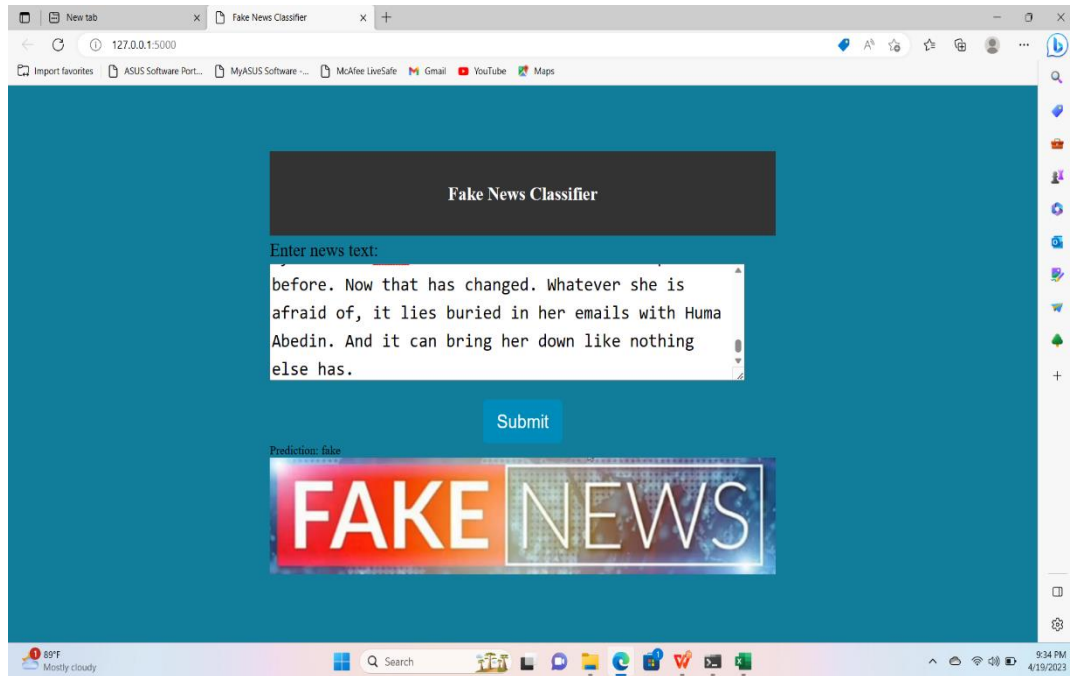 New tab
Fake News Classifier
127.0.0.1:5000
Import favorites
ASUS Software Port...
MyASUS Software -...
McAfee LiveSafe
Gmail
YouTube
Maps
Fake News Classifier
Enter news text:
before. Now that has changed. Whatever she is
afraid of, it lies buried in her emails with Huma
Abedin. And it can bring her down like nothing
else has.
Submit
Prediction: fake
FAKE NEWS
1
89°F
Mostly cloudy
Search
9:34 PM
4/19/2023